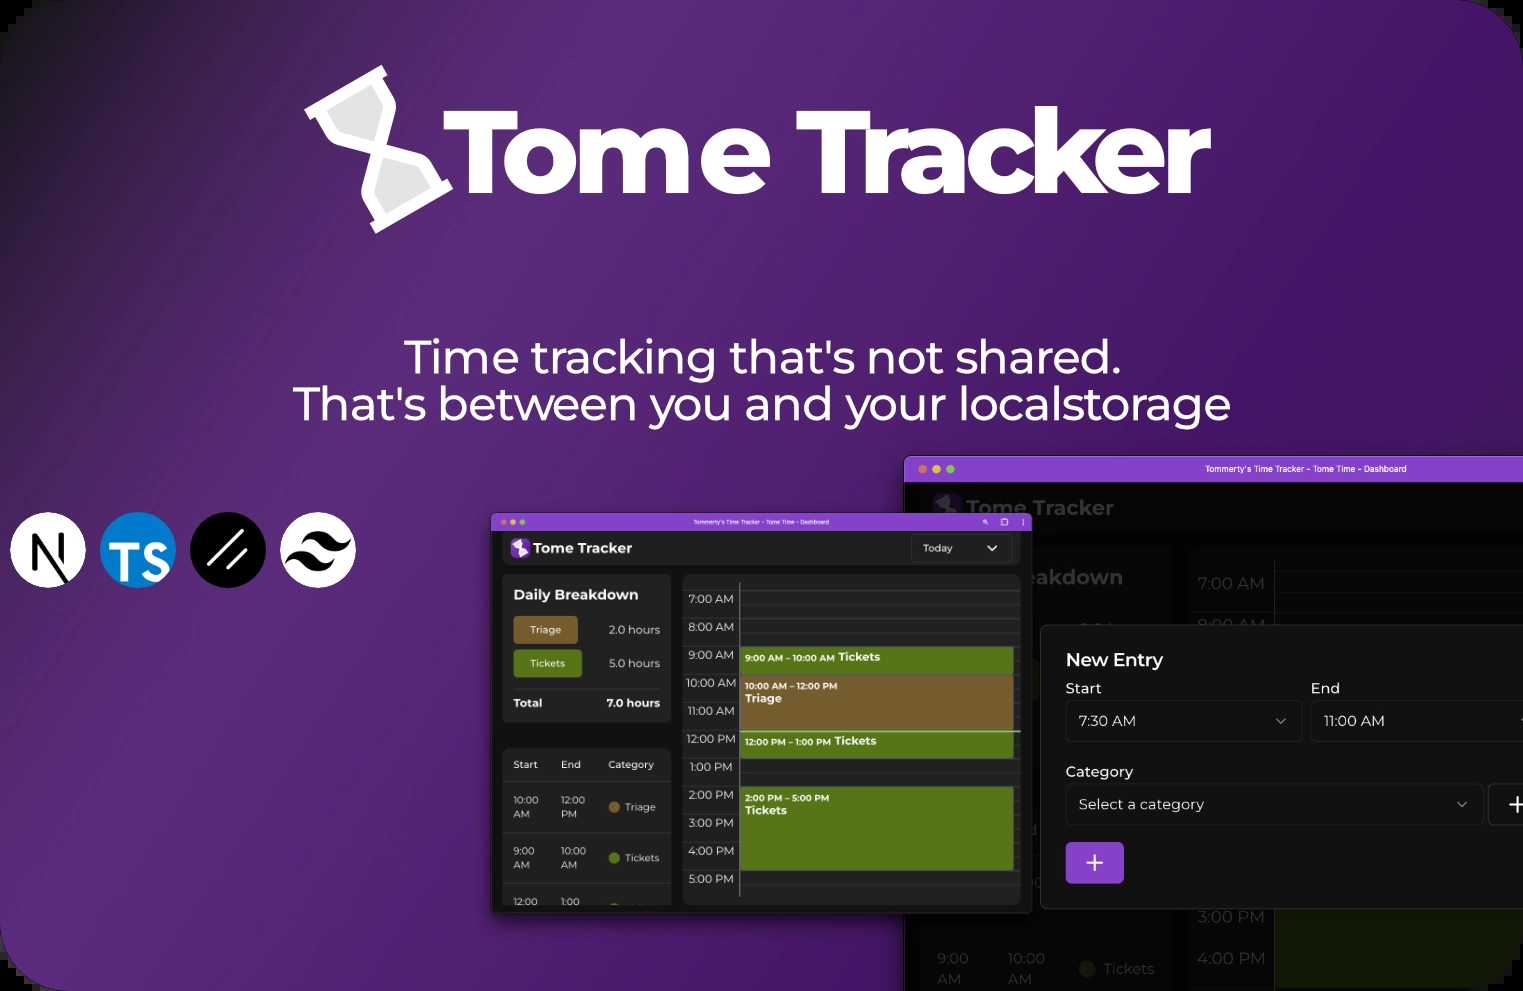 Tome Tracker
Time tracking that's not shared.
That's between you and your localstorage
TS
Tommerty's Time Tracker - Tome Time - Dashboard
Tome Tracker
Today
Daily Breakdown
Triage 2.0 hours
Tickets 5.0 hours
Total 7.0 hours
Start End Category
10:00 AM 12:00 PM Triage
9:00 AM 10:00 AM Tickets
12:00 1:00
7:00 AM
8:00 AM
9:00 AM
10:00 AM
11:00 AM
12:00 PM
1:00 PM
2:00 PM
3:00 PM
4:00 PM
5:00 PM
9:00 AM – 10:00 AM Tickets
10:00 AM – 12:00 PM
Triage
12:00 PM – 1:00 PM Tickets
2:00 PM – 5:00 PM
Tickets
Tommerty's Time Tracker - Tome Time - Dashboard
Tome Tracker
eakdown
7:00 AM
8:00 AM
New Entry
Start End
7:30 AM 11:00 AM
Category
Select a category
3:00 PM
4:00 PM
9:00 AM 10:00 AM Tickets